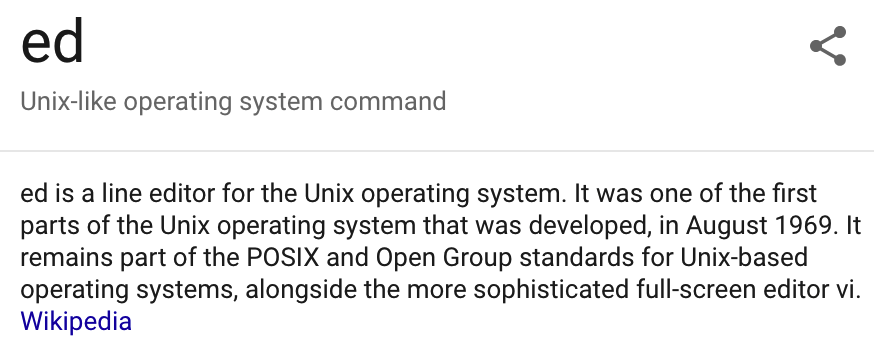 ed
Unix-like operating system command
ed is a line editor for the Unix operating system. It was one of the first
parts of the Unix operating system that was developed, in August 1969. It
remains part of the POSIX and Open Group standards for Unix-based
operating systems, alongside the more sophisticated full-screen editor vi.
Wikipedia